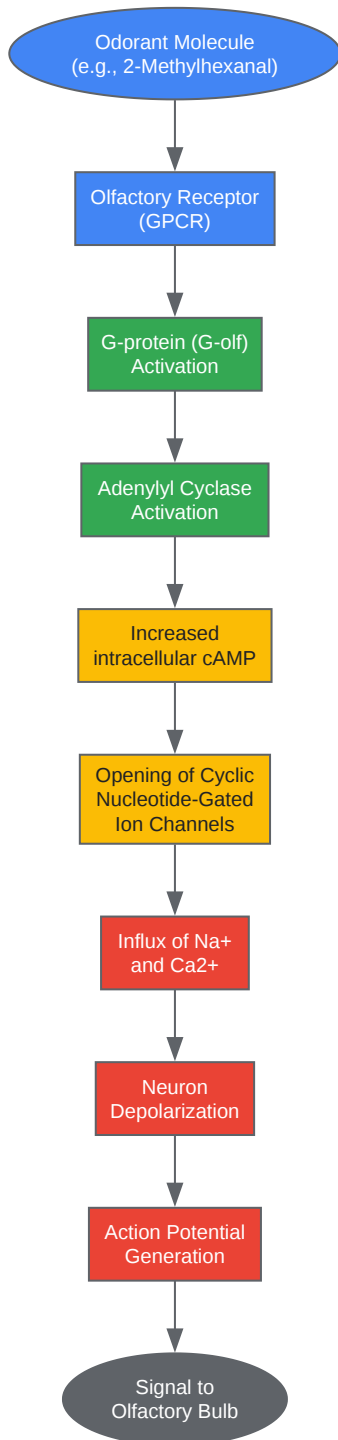 Odorant Molecule
(e.g., 2-Methylhexanal)
Olfactory Receptor
(GPCR)
G-protein (G-olf)
Activation
Adenylyl Cyclase
Activation
Increased
intracellular cAMP
Opening of Cyclic
Nucleotide-Gated
Ion Channels
Influx of Na+
and Ca2+
Neuron
Depolarization
Action Potential
Generation
Signal to
Olfactory Bulb